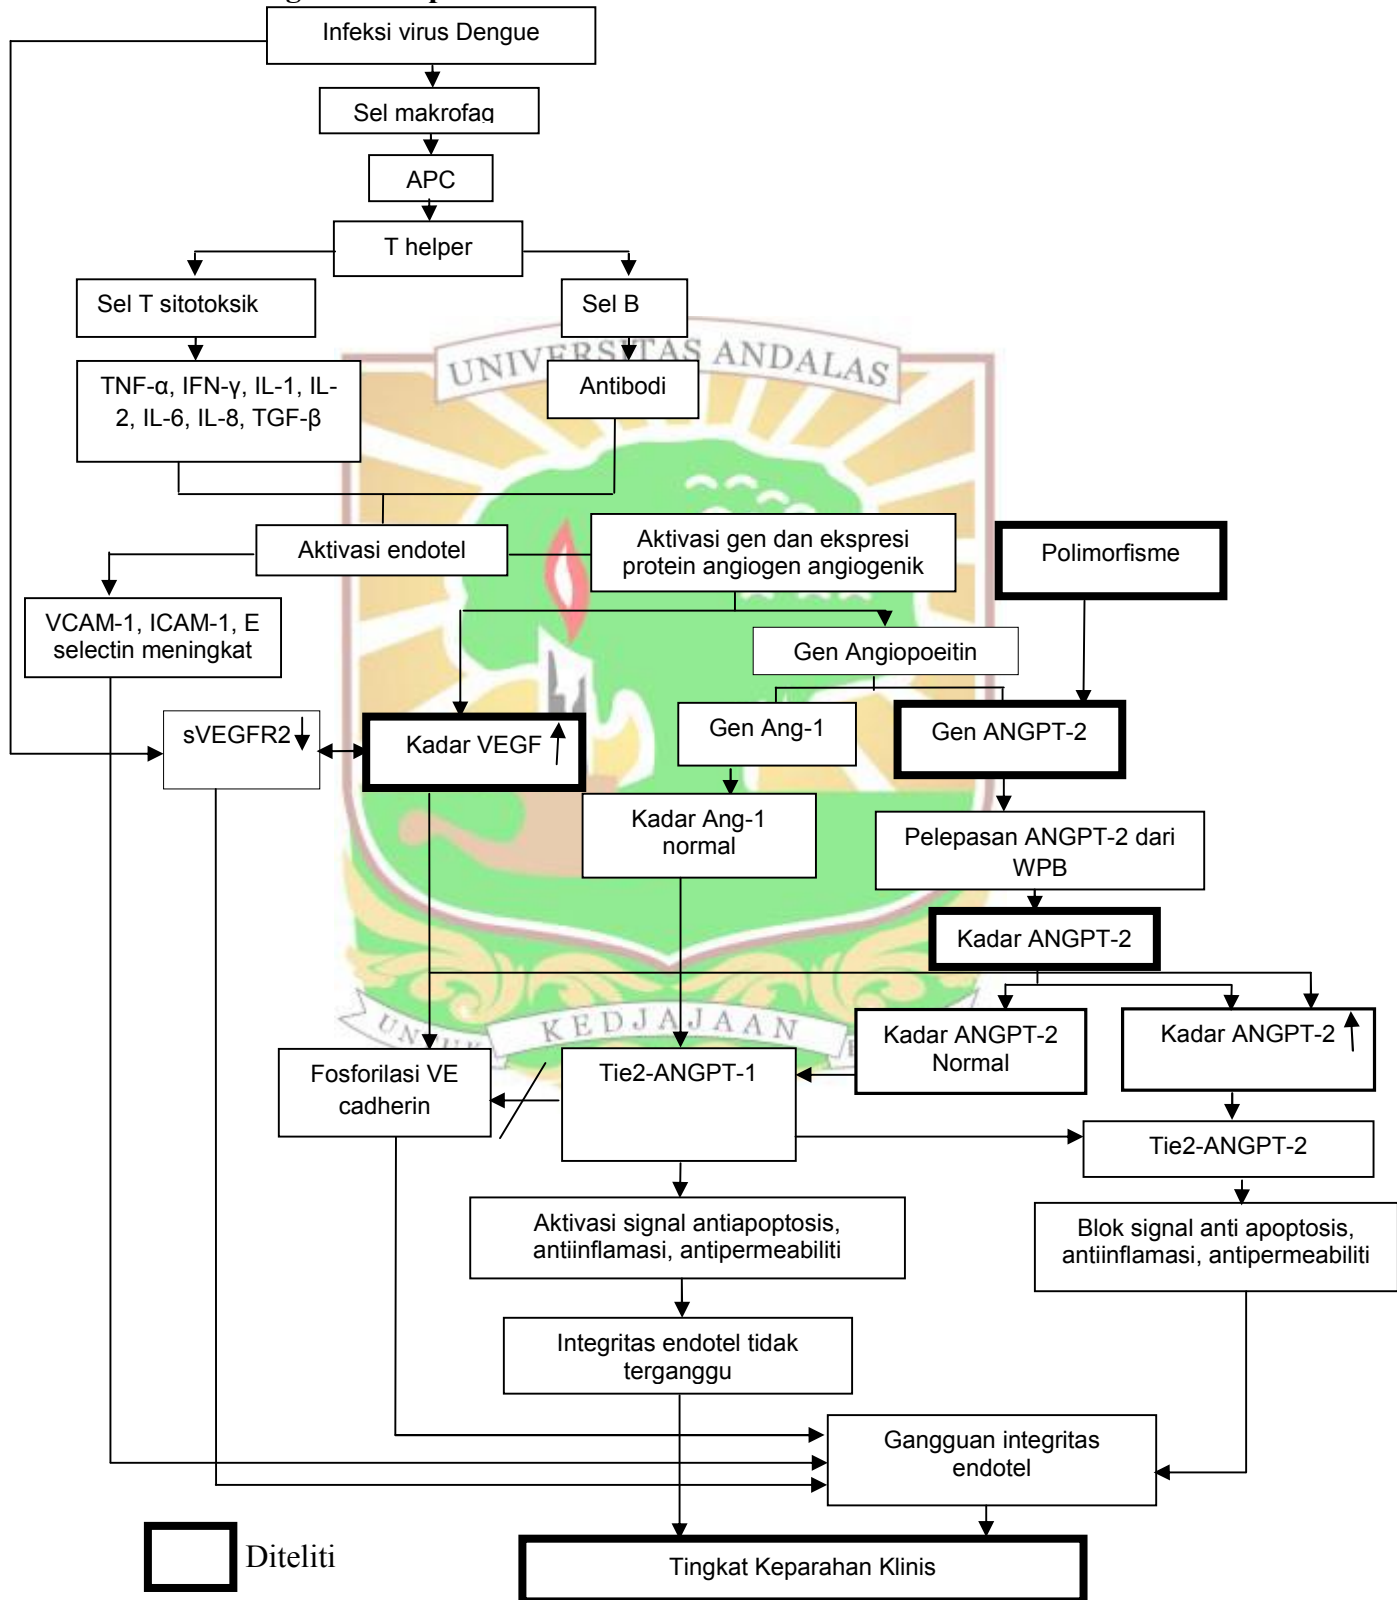 Infeksi virus Dengue
Sel makrofag
APC
T helper
Sel T sitotoksik
Sel B
UNIVERSITAS ANDALAS
TNF-α, IFN-γ, IL-1, IL-
2, IL-6, IL-8, TGF-β
Antibodi
Aktivasi endotel
Aktivasi gen dan ekspresi
protein angiogen angiogenik
Polimorfisme
VCAM-1, ICAM-1, E
selectin meningkat
Gen Angiopoeitin
sVEGFR2
Kadar VEGF
Gen Ang-1
Gen ANGPT-2
Kadar Ang-1
normal
Pelepasan ANGPT-2 dari
WPB
Kadar ANGPT-2
UNTUK KEDJAJAAN
Kadar ANGPT-2
Normal
Kadar ANGPT-2
Fosforilasi VE
cadherin
Tie2-ANGPT-1
Tie2-ANGPT-2
Aktivasi signal antiapoptosis,
antiinflamasi, antipermeabiliti
Blok signal anti apoptosis,
antiinflamasi, antipermeabiliti
Integritas endotel tidak
terganggu
Gangguan integritas
endotel
Diteliti
Tingkat Keparahan Klinis